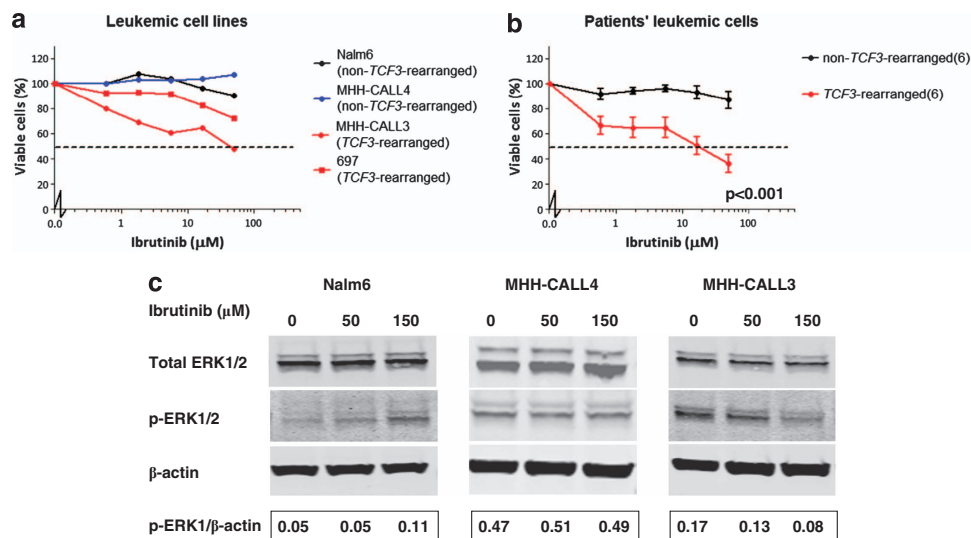 a
Leukemic cell lines
Viable cells (%)
120
100
80
60
40
20
0
0.0 1 10 100
Ibrutinib (μM)
Nalm6
(non-TCF3-rearranged)
MHH-CALL4
(non-TCF3-rearranged)
MHH-CALL3
(TCF3-rearranged)
697
(TCF3-rearranged)
b
Patients' leukemic cells
Viable cells (%)
120
100
80
60
40
20
0
0.0 1 10 100
Ibrutinib (μM)
p<0.001
non-TCF3-rearranged(6)
TCF3-rearranged(6)
c
Nalm6 MHH-CALL4 MHH-CALL3
Ibrutinib (μM)
0 50 150 0 50 150 0 50 150
Total ERK1/2
p-ERK1/2
β-actin
p-ERK1/β-actin 0.05 0.05 0.11 0.47 0.51 0.49 0.17 0.13 0.08